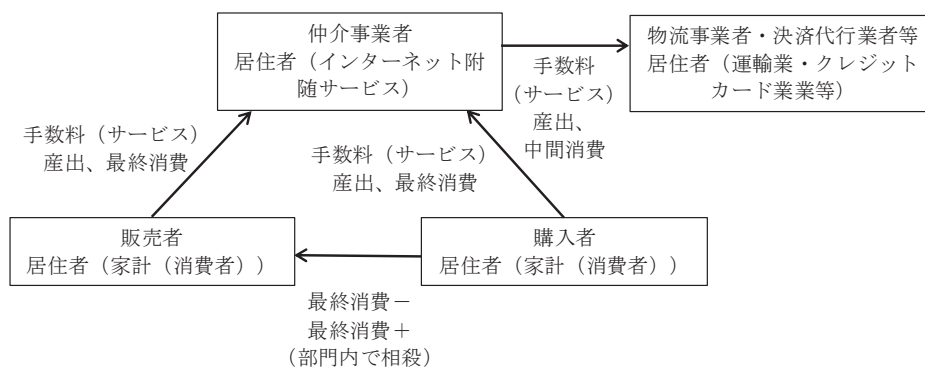 仲介事業者
居住者（インターネット附
随サービス）
物流事業者・決済代行業者等
居住者（運輸業・クレジット
カード業業等）
手数料
（サービス）
産出、
中間消費
手数料（サービス）
産出、最終消費
手数料（サービス）
産出、最終消費
販売者
居住者（家計（消費者））
購入者
居住者（家計（消費者））
最終消費－
最終消費＋
（部門内で相殺）